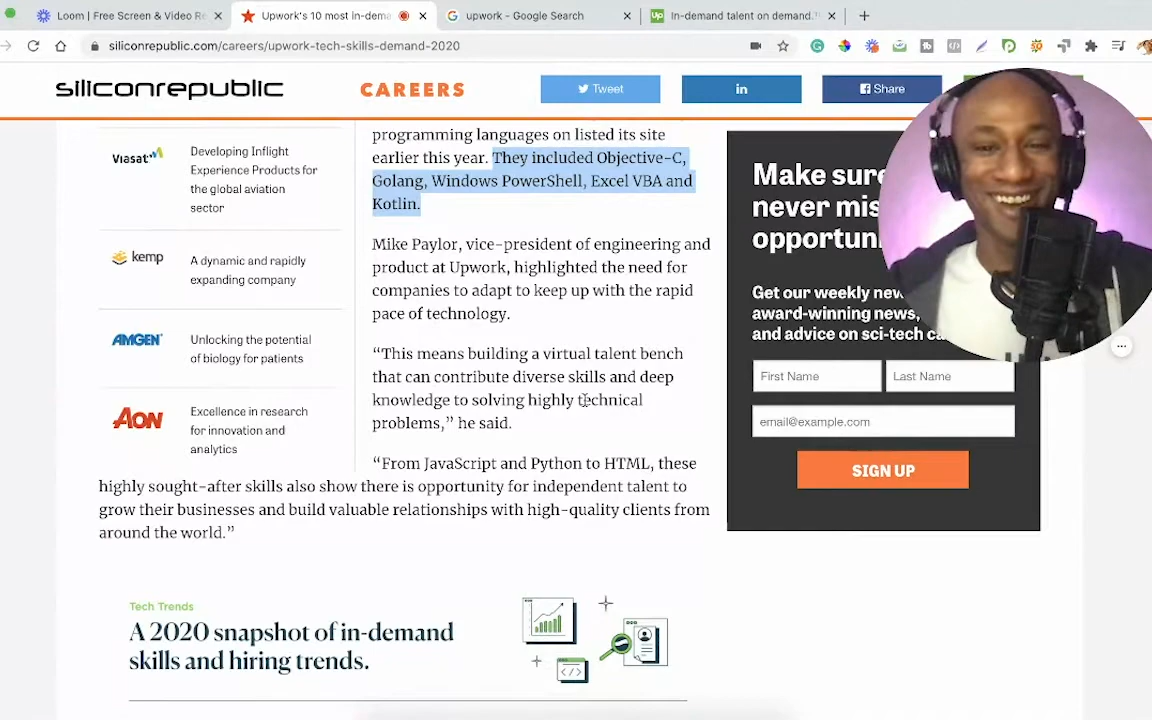 Loom | Free Screen & Video Re
Upwork's 10 most in-dema
upwork - Google Search
Up
In-demand talent on demand.
siliconrepublic.com/careers/upwork-tech-skills-demand-2020
siliconrepublic
CAREERS
Tweet
in
Share
Viasat
Developing Inflight
Experience Products for
the global aviation
sector
kemp
A dynamic and rapidly
expanding company
AMGEN
Unlocking the potential
of biology for patients
AON
Excellence in research
for innovation and
analytics
programming languages on listed its site
earlier this year. They included Objective-C,
Golang, Windows PowerShell, Excel VBA and
Kotlin.
Mike Paylor, vice-president of engineering and
product at Upwork, highlighted the need for
companies to adapt to keep up with the rapid
pace of technology.
“This means building a virtual talent bench
that can contribute diverse skills and deep
knowledge to solving highly technical
problems,” he said.
“From JavaScript and Python to HTML, these
highly sought-after skills also show there is opportunity for independent talent to
grow their businesses and build valuable relationships with high-quality clients from
around the world.”
Make sure
never mis
opportun
Get our weekly new
award-winning news,
and advice on sci-tech ca
First Name
Last Name
email@example.com
SIGN UP
Tech Trends
A 2020 snapshot of in-demand
skills and hiring trends.